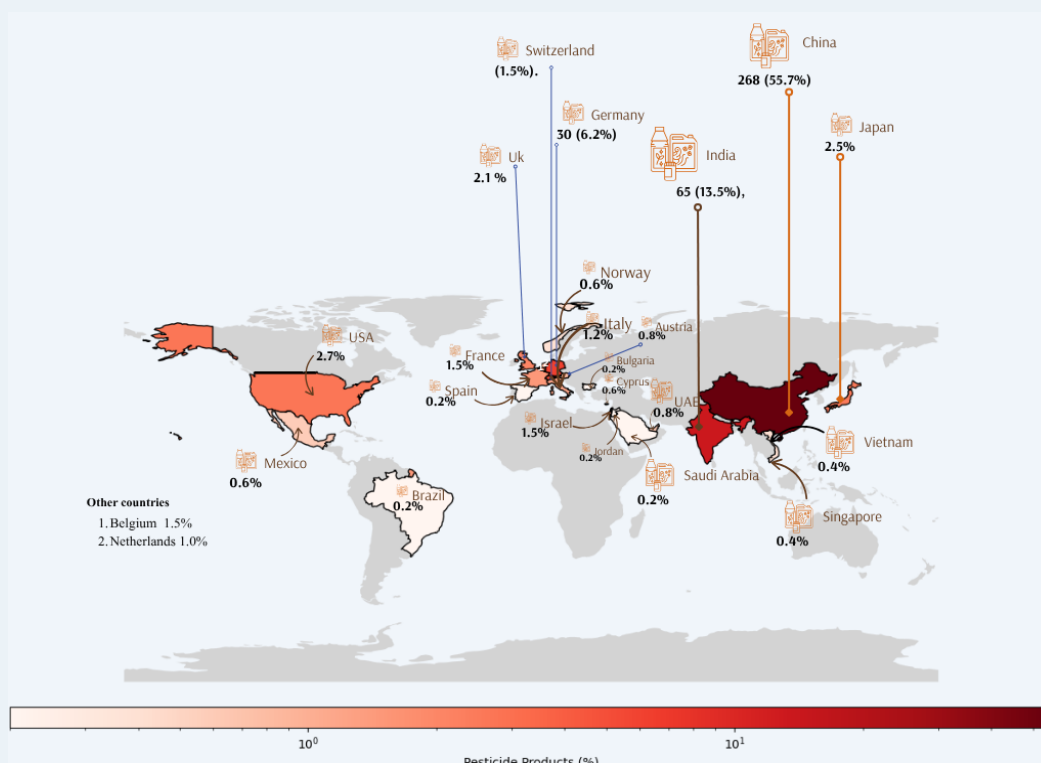 Switzerland
(1.5%).
China
268 (55.7%)
Germany
30 (6.2%)
Japan
2.5%
Uk
2.1 %
India
65 (13.5%),
Norway
0.6%
Italy
1.2%
Austria
0.8%
USA
2.7%
France
1.5%
Bulgaria
0.2%
Spain
0.2%
Cyprus
0.6%
UAE
0.8%
Israel
1.5%
Jordan
0.2%
Vietnam
0.4%
Mexico
0.6%
Saudi Arabia
0.2%
Brazil
0.2%
Singapore
0.4%
Other countries
1. Belgium 1.5%
2. Netherlands 1.0%
10⁰
10¹
Pesticide Products (%)